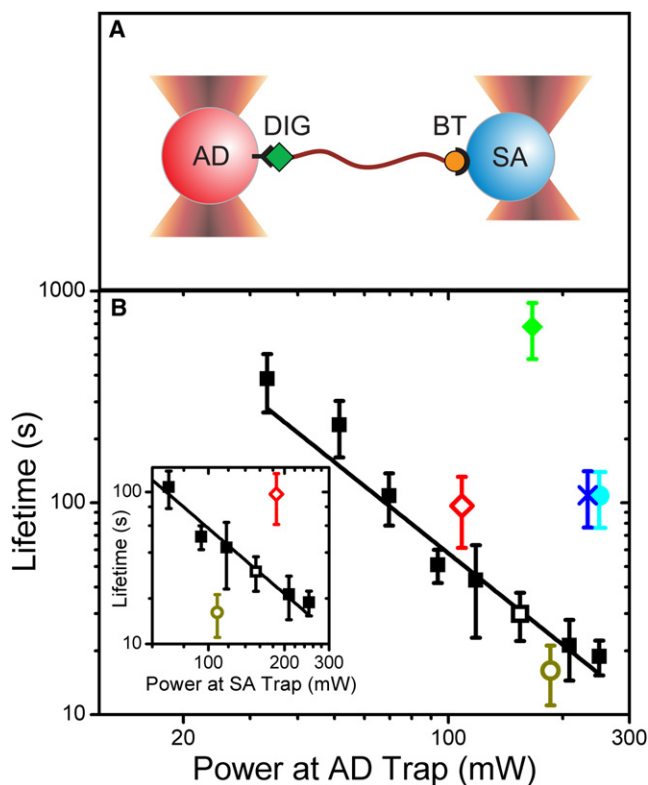 A
DIG
BT
AD
SA
1000
B
100
10
Lifetime (s)
20
100
300
Power at AD Trap (mW)
100
10
Lifetime (s)
100
200
300
Power at SA Trap (mW)